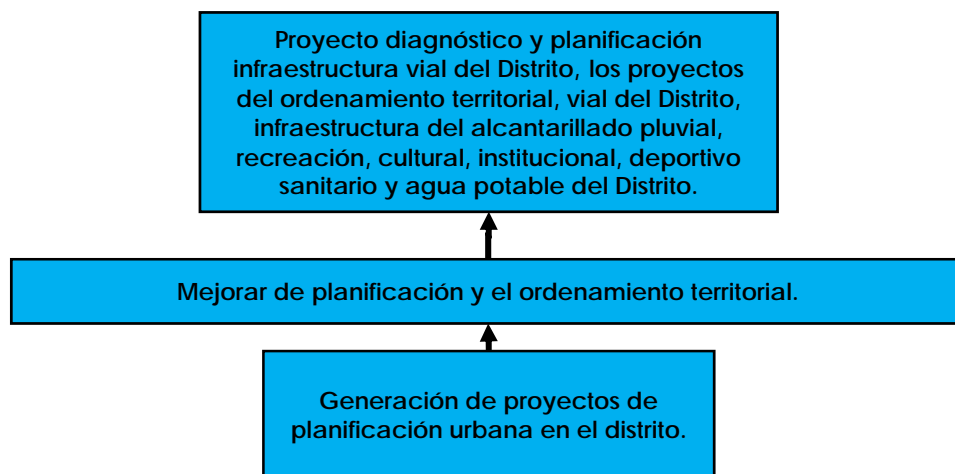 Proyecto diagnóstico y planificación
infraestructura vial del Distrito, los proyectos
del ordenamiento territorial, vial del Distrito,
infraestructura del alcantarillado pluvial,
recreación, cultural, institucional, deportivo
sanitario y agua potable del Distrito.
Mejorar de planificación y el ordenamiento territorial.
Generación de proyectos de
planificación urbana en el distrito.